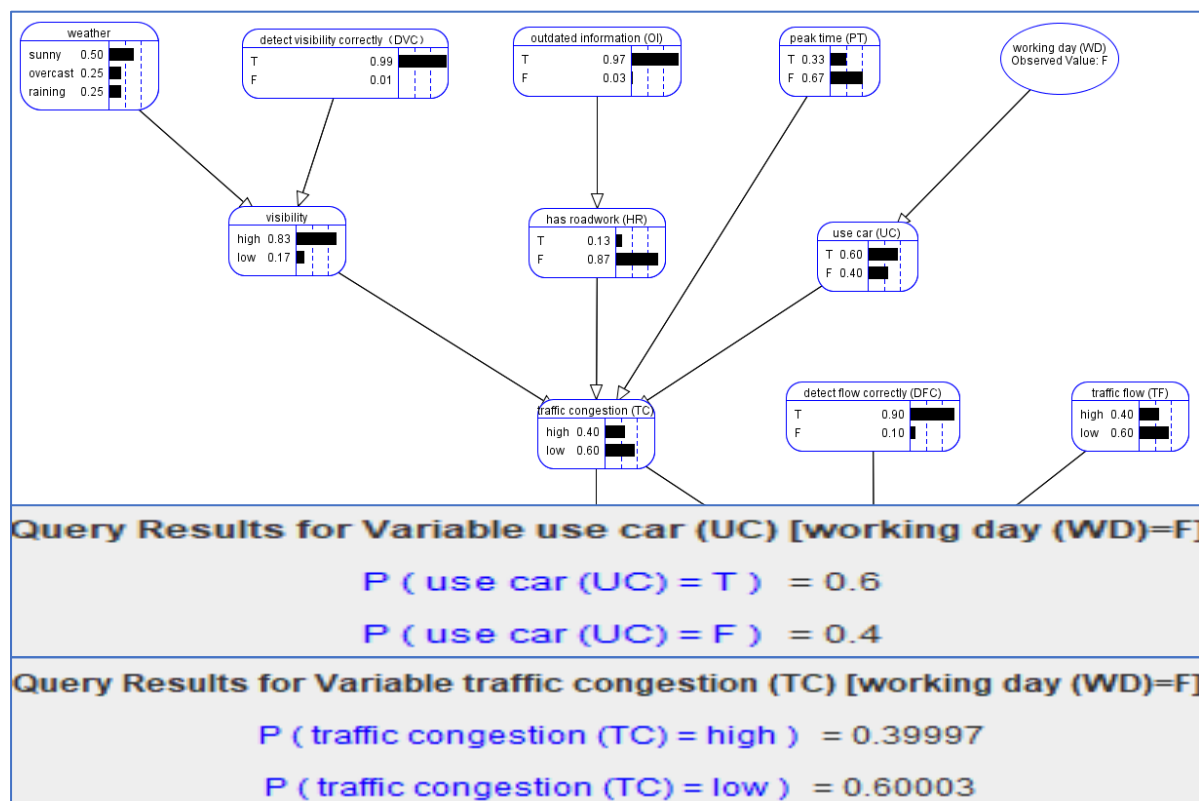 weather
sunny 0.50
overcast 0.25
raining 0.25
detect visibility correctly (DVC)
T 0.99
F 0.01
outdated information (OI)
T 0.97
F 0.03
peak time (PT)
T 0.33
F 0.67
working day (WD)
Observed Value: F
visibility
high 0.83
low 0.17
has roadwork (HR)
T 0.13
F 0.87
use car (UC)
T 0.60
F 0.40
traffic congestion (TC)
high 0.40
low 0.60
detect flow correctly (DFC)
T 0.90
F 0.10
traffic flow (TF)
high 0.40
low 0.60
Query Results for Variable use car (UC) [working day (WD)=F]
P ( use car (UC) = T ) = 0.6
P ( use car (UC) = F ) = 0.4
Query Results for Variable traffic congestion (TC) [working day (WD)=F]
P ( traffic congestion (TC) = high ) = 0.39997
P ( traffic congestion (TC) = low ) = 0.60003